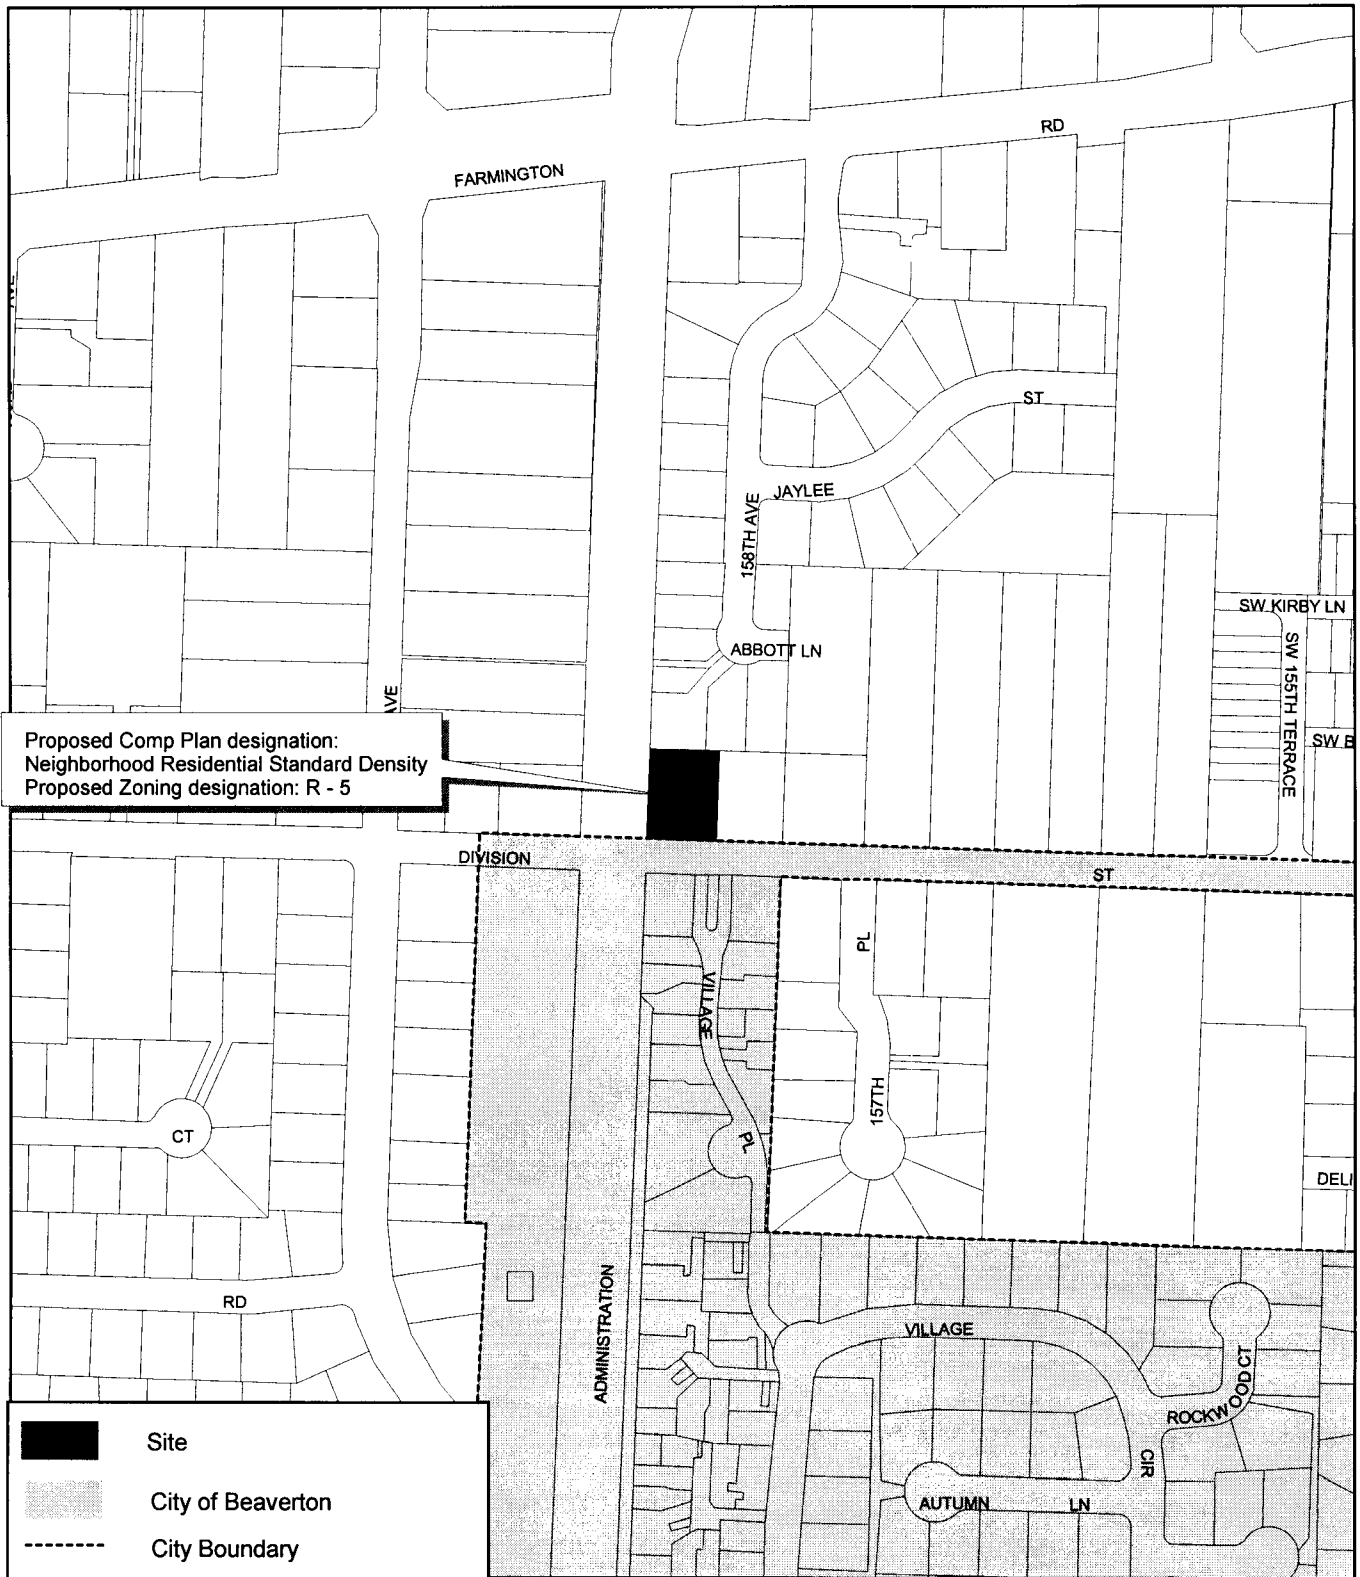 RD
FARMINGTON
ST
JAYLEE
158TH AVE
SW KIRBY LN
ABBOTT LN
SW 155TH TERRACE
AVE
SW B
Proposed Comp Plan designation:
Neighborhood Residential Standard Density
Proposed Zoning designation: R - 5
DIVISION
ST
PL
VILLAGE
157TH
CT
PL
DELI
RD
ADMINISTRATION
VILLAGE
ROCKWOOD CT
CIR
AUTUMN LN
Site
City of Beaverton
City Boundary